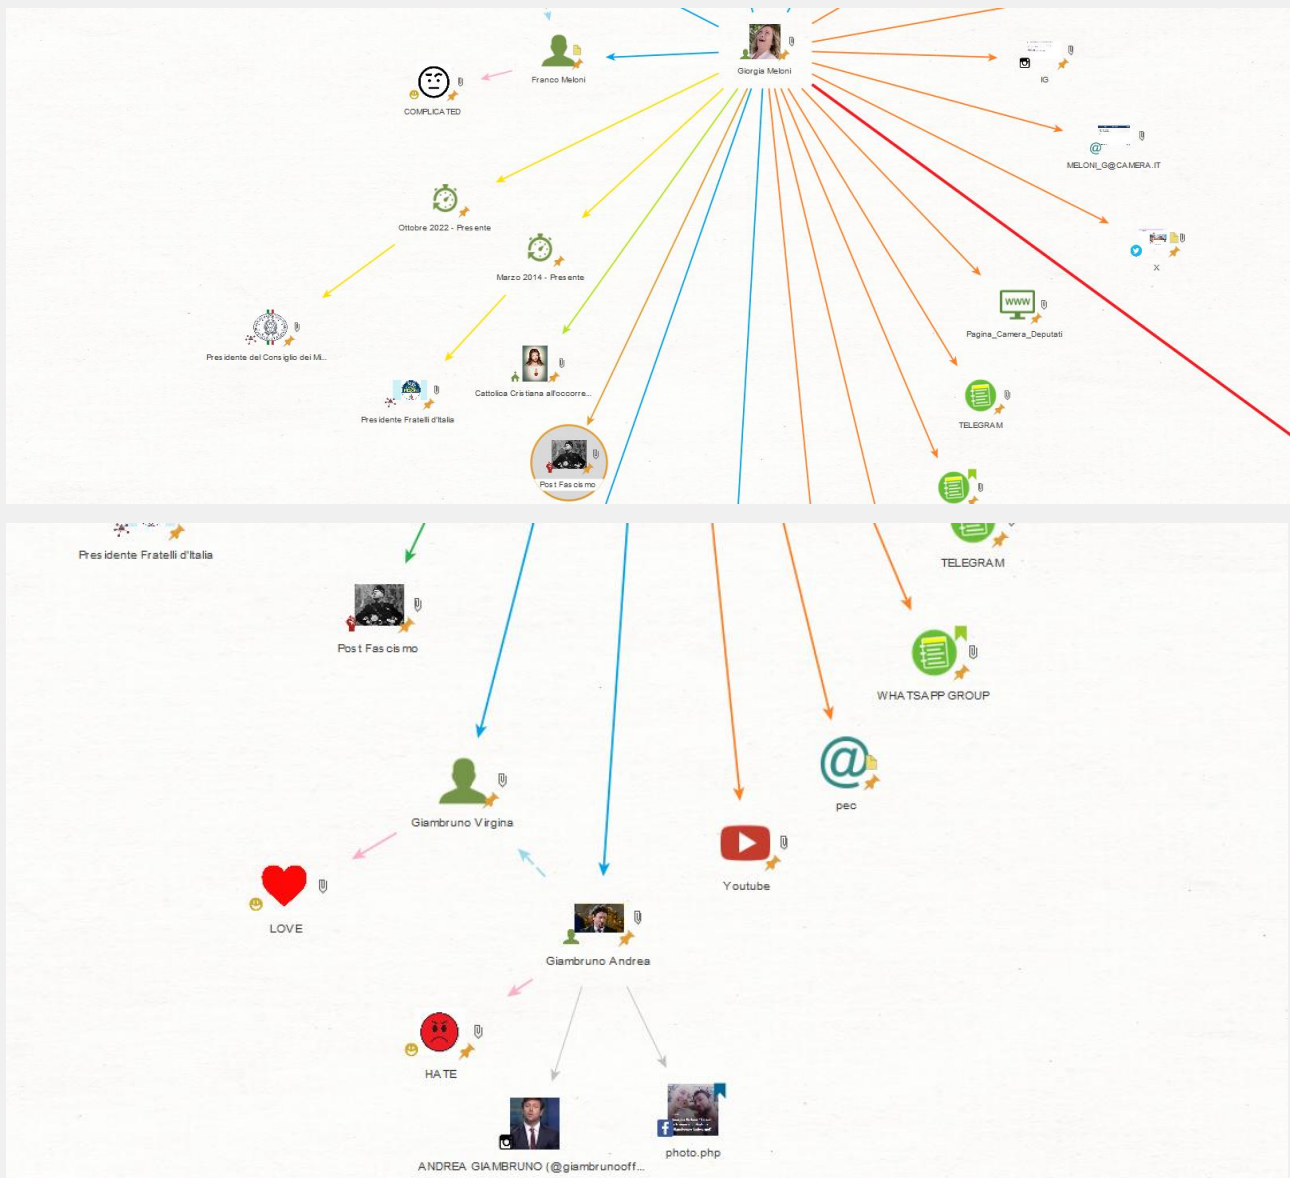 Giorgia Meloni
Franco Meloni
IG
COMPLICATED
MELONI_G@CAMERA.IT
Ottobre 2022 - Presente
Marzo 2014 - Presente
X
WWW
Pagina_Camera_Deputati
Presidente del Consiglio dei Mi...
Cattolica Cristiana all'occorre...
Presidente Fratelli d'Italia
TELEGRAM
Post Fascismo
Presidente Fratelli d'Italia
TELEGRAM
Post Fascismo
WHATSAPP GROUP
@
pec
Giambruno Virgina
Youtube
LOVE
Giambruno Andrea
HATE
ANDREA GIAMBRUNO (@giambrunooff...
photo.php